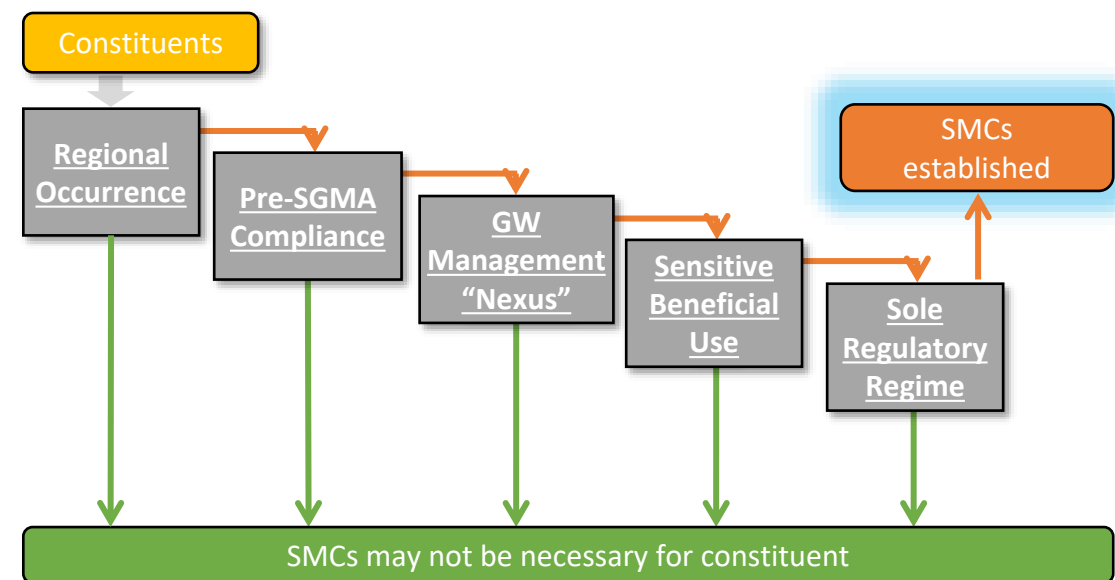 Constituents
Regional
Occurrence
Pre-SGMA
Compliance
GW
Management
“Nexus”
Sensitive
Beneficial
Use
Sole
Regulatory
Regime
SMCs
established
SMCs may not be necessary for constituent